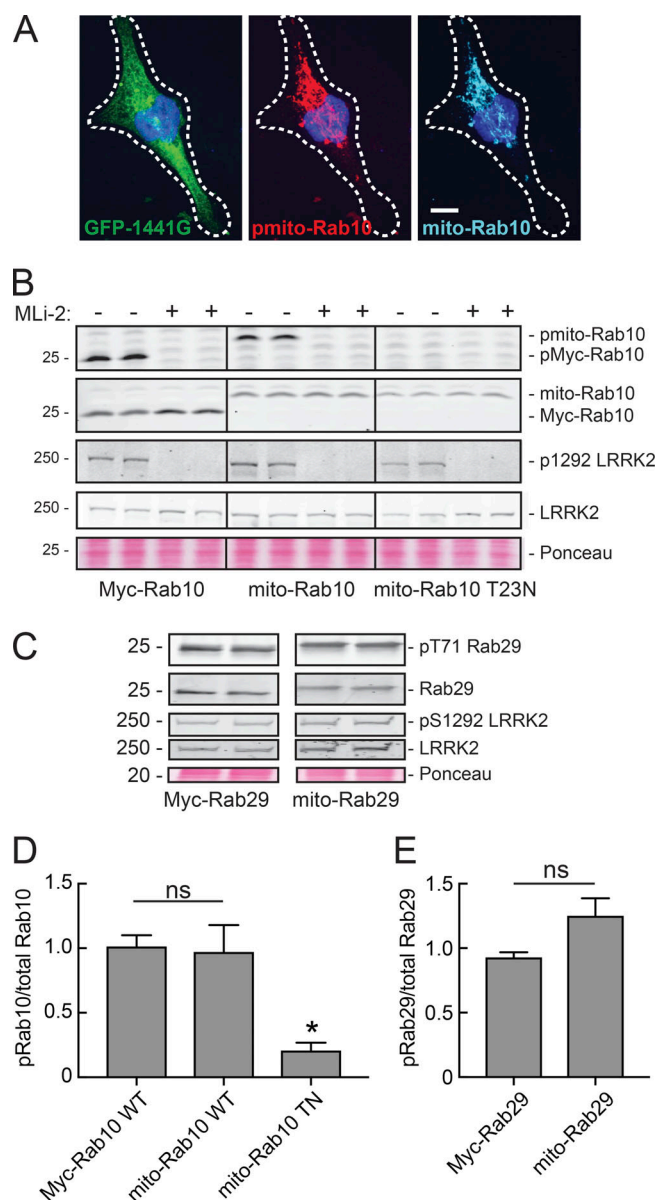 A
GFP-1441G pmito-Rab10 mito-Rab10
B
MLi-2: - - + + - - + + - - + +
- pmito-Rab10
25 - - pMyc-Rab10
- mito-Rab10
25 - - Myc-Rab10
250 - - p1292 LRRK2
250 - - LRRK2
25 - - Ponceau
Myc-Rab10 mito-Rab10 mito-Rab10 T23N
C
25 - - pT71 Rab29
25 - - Rab29
250 - - pS1292 LRRK2
250 - - LRRK2
20 - - Ponceau
Myc-Rab29 mito-Rab29
D
pRab10/total Rab10
1.5
1.0
0.5
0
ns
*
Myc-Rab10 WT
mito-Rab10 WT
mito-Rab10 TN
E
pRab29/total Rab29
1.5
1.0
0.5
0
ns
Myc-Rab29
mito-Rab29